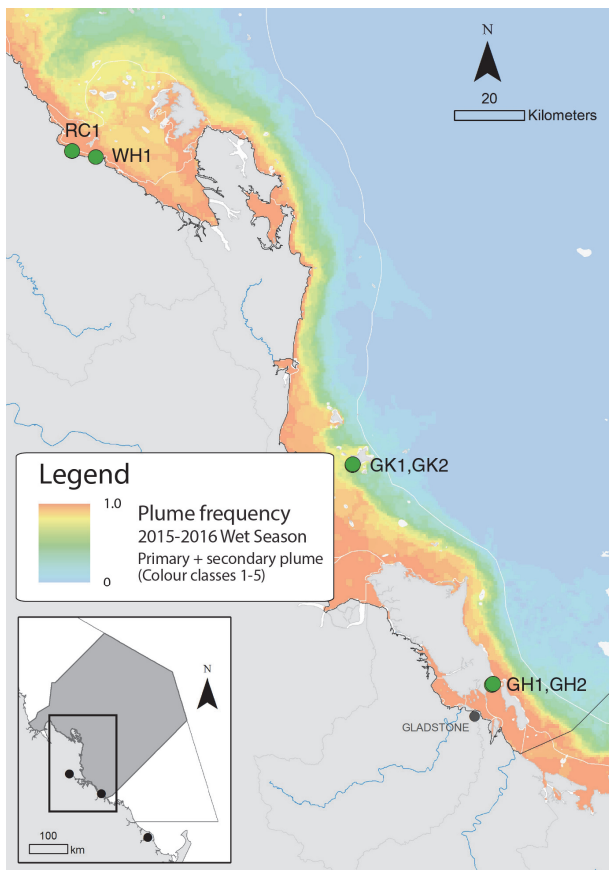 N
20
Kilometers
RC1
WH1
GK1,GK2
Legend
1.0
0
Plume frequency
2015-2016 Wet Season
Primary + secondary plume
(Colour classes 1-5)
GH1,GH2
GLADSTONE
N
100
km